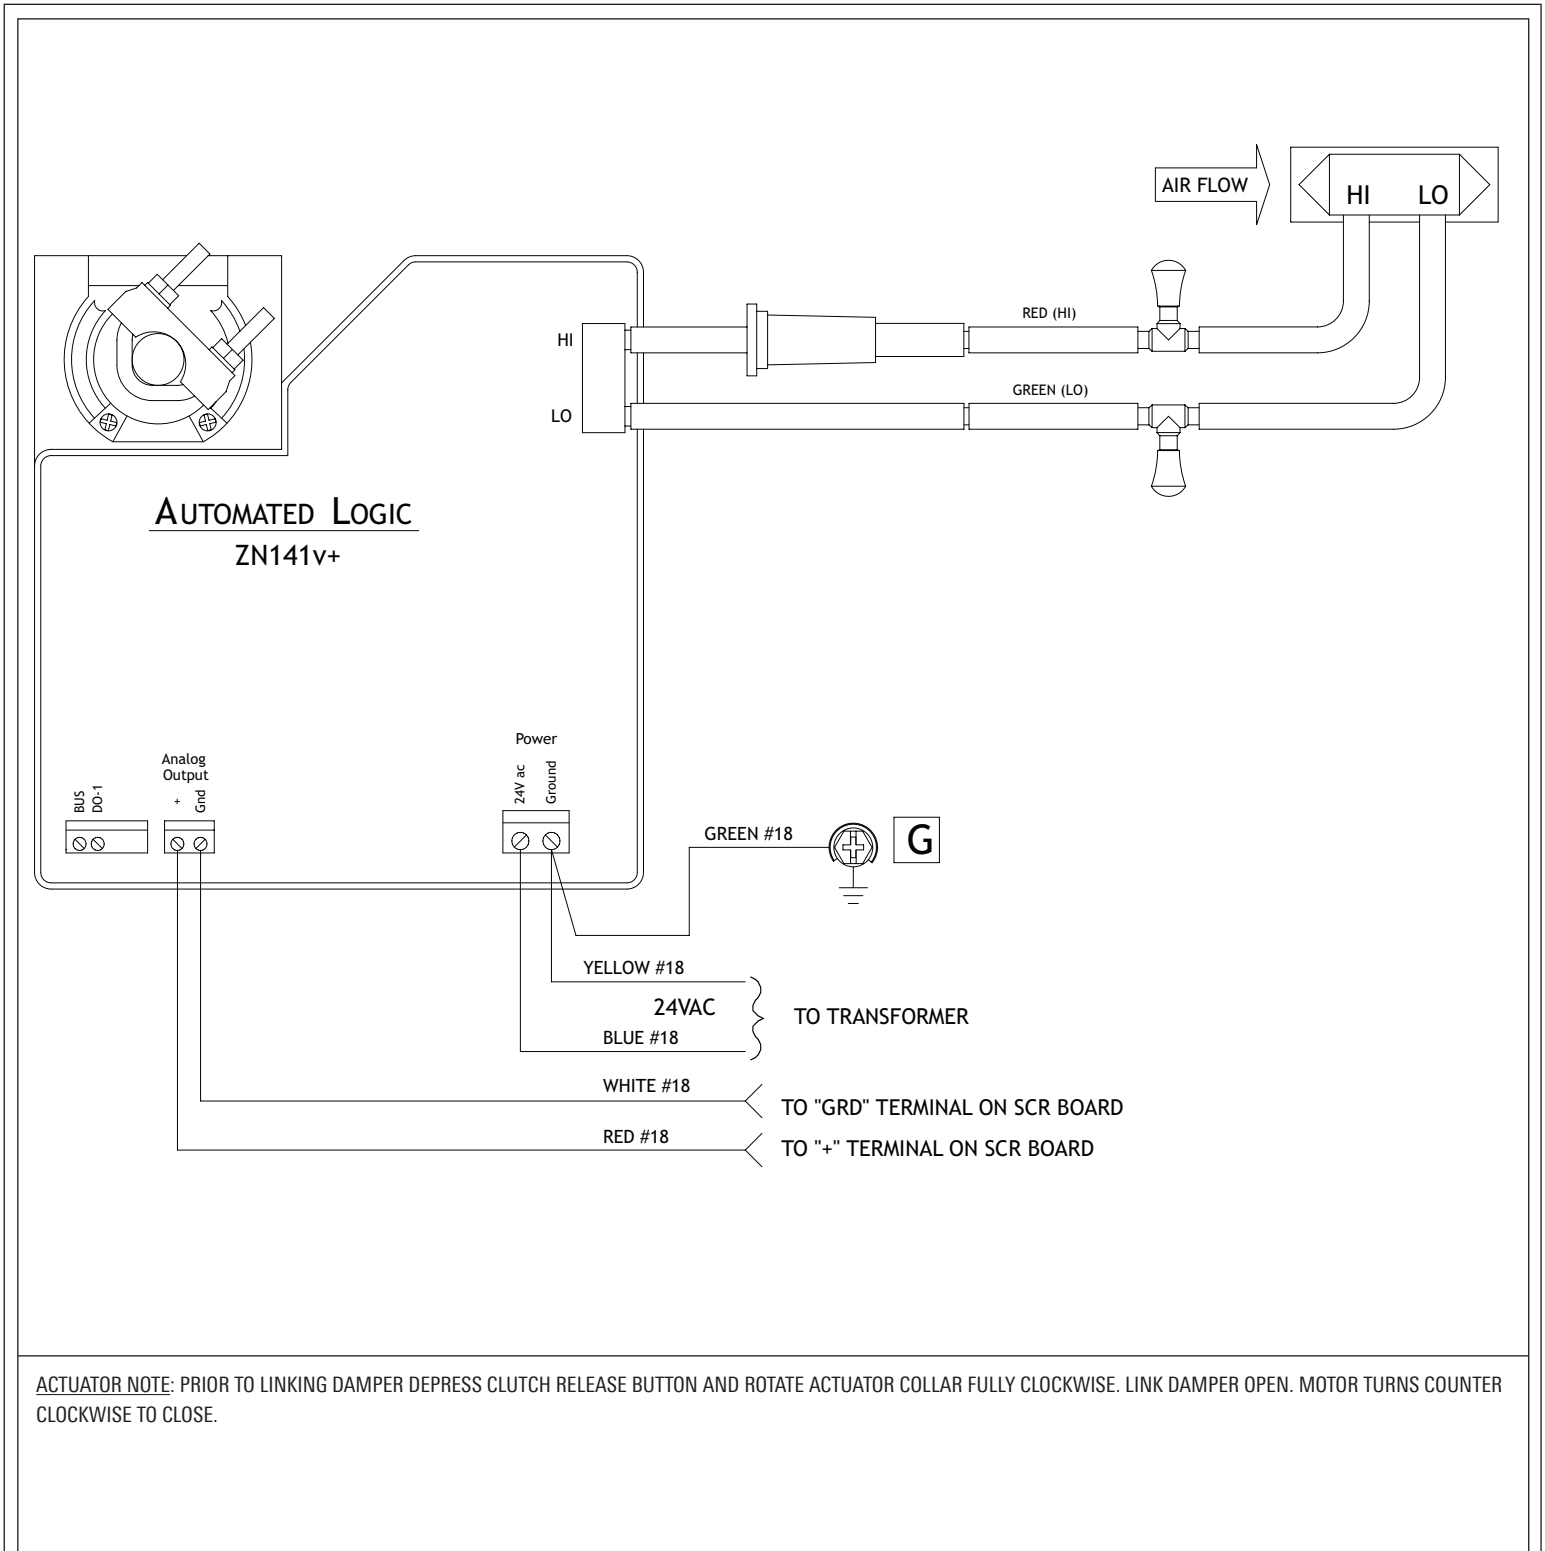 AIR FLOW
HI LO
HI
RED (HI)
LO
GREEN (LO)
AUTOMATED LOGIC
ZN141v+
BUS
DO-1
Analog
Output
+
Gnd
Power
24V ac
Ground
GREEN #18
G
YELLOW #18
24VAC
TO TRANSFORMER
BLUE #18
WHITE #18
TO "GRD" TERMINAL ON SCR BOARD
RED #18
TO "+" TERMINAL ON SCR BOARD
ACTUATOR NOTE: PRIOR TO LINKING DAMPER DEPRESS CLUTCH RELEASE BUTTON AND ROTATE ACTUATOR COLLAR FULLY CLOCKWISE. LINK DAMPER OPEN. MOTOR TURNS COUNTER
CLOCKWISE TO CLOSE.